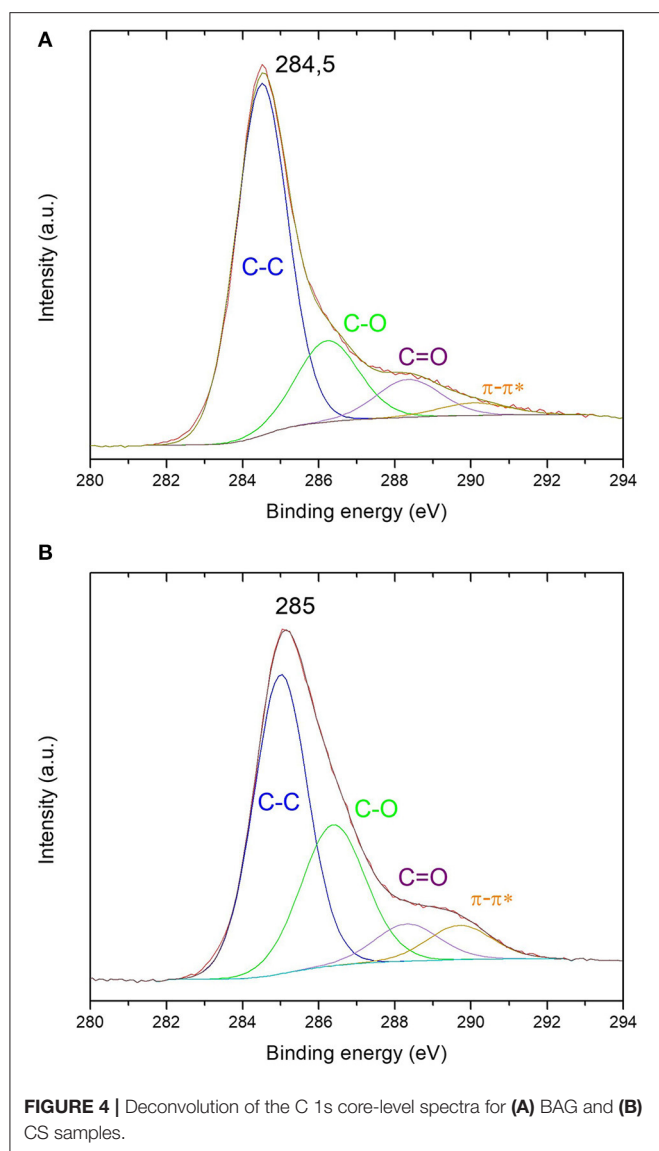 A
284,5
C-C
C-O
C=O
π-π*
Intensity (a.u.)
280 282 284 286 288 290 292 294
Binding energy (eV)
B
285
C-C
C-O
C=O
π-π*
Intensity (a.u.)
280 282 284 286 288 290 292 294
Binding energy (eV)
FIGURE 4 | Deconvolution of the C 1s core-level spectra for (A) BAG and (B)
CS samples.